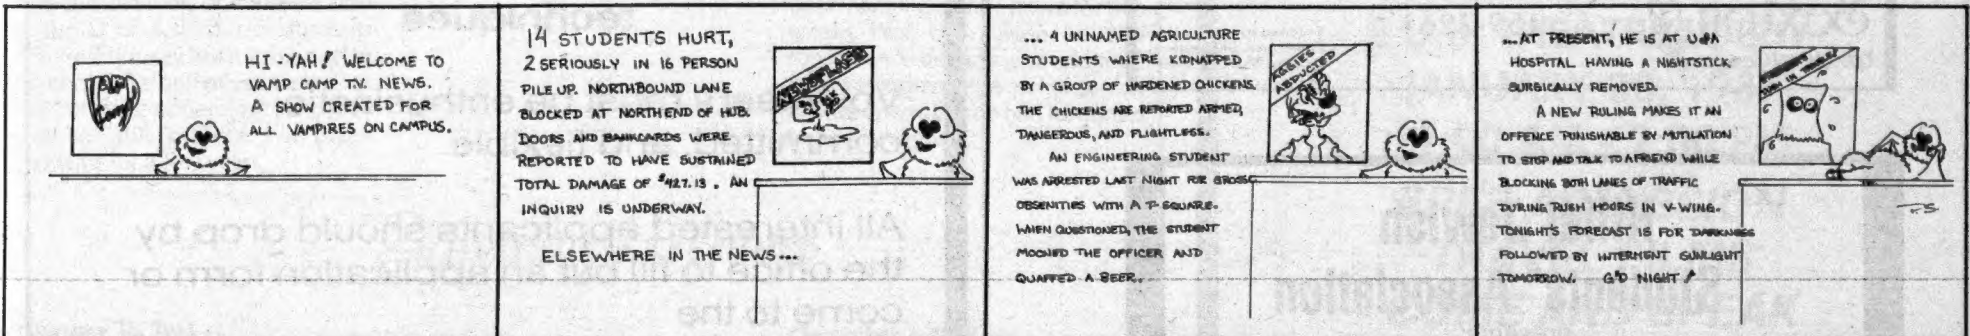 VAMP
Camp
HI-YAH! WELCOME TO
VAMP CAMP T.V. NEWS.
A SHOW CREATED FOR
ALL VAMPIRES ON CAMPUS.
14 STUDENTS HURT,
2 SERIOUSLY IN 16 PERSON
PILE UP. NORTHBOUND LANE
BLOCKED AT NORTH END OF HUB.
DOORS AND BANKCARDS WERE
REPORTED TO HAVE SUSTAINED
TOTAL DAMAGE OF $427.13. AN
INQUIRY IS UNDERWAY.
ELSEWHERE IN THE NEWS...
NEWSFLASH
... 4 UNNAMED AGRICULTURE
STUDENTS WHERE KIDNAPPED
BY A GROUP OF HARDENED CHICKENS.
THE CHICKENS ARE REPORTED ARMED,
DANGEROUS, AND FLIGHTLESS.
AN ENGINEERING STUDENT
WAS ARRESTED LAST NIGHT FOR GROSS
OBSENITIES WITH A T-SQUARE.
WHEN QUESTIONED, THE STUDENT
MOONED THE OFFICER AND
QUAFFED A BEER..
AGGIES
ABDUCTED
...AT PRESENT, HE IS AT U of A
HOSPITAL HAVING A NIGHTSTICK
SURGICALLY REMOVED.
A NEW RULING MAKES IT AN
OFFENCE PUNISHABLE BY MUTILATION
TO STOP AND TALK TO A FRIEND WHILE
BLOCKING BOTH LANES OF TRAFFIC
DURING RUSH HOURS IN V-WING.
TONIGHT'S FORECAST IS FOR DARKNESS
FOLLOWED BY INTERMENT SUNLIGHT
TOMORROW. G'D NIGHT!